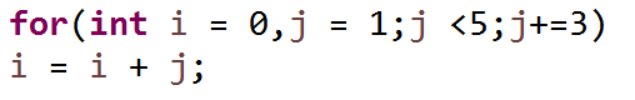 for(int i = 0,j = 1;j <5;j+=3)
i = i + j;